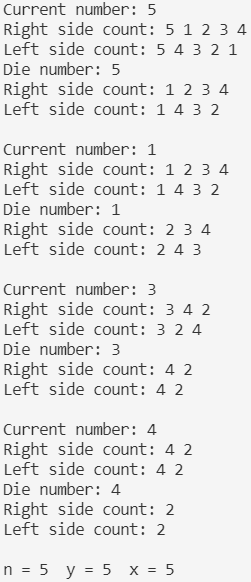 Current number: 5
Right side count: 5 1 2 3 4
Left side count: 5 4 3 2 1
Die number: 5
Right side count: 1 2 3 4
Left side count: 1 4 3 2
Current number: 1
Right side count: 1 2 3 4
Left side count: 1 4 3 2
Die number: 1
Right side count: 2 3 4
Left side count: 2 4 3
Current number: 3
Right side count: 3 4 2
Left side count: 3 2 4
Die number: 3
Right side count: 4 2
Left side count: 4 2
Current number: 4
Right side count: 4 2
Left side count: 4 2
Die number: 4
Right side count: 2
Left side count: 2
n = 5  y = 5  x = 5